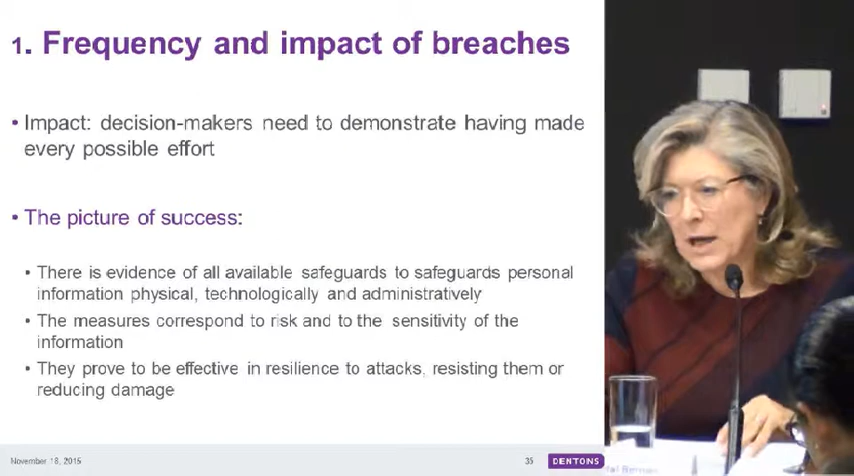 1. Frequency and impact of breaches
• Impact: decision-makers need to demonstrate having made
every possible effort
• The picture of success:
• There is evidence of all available safeguards to safeguards personal
information physical, technologically and administratively
• The measures correspond to risk and to the sensitivity of the
information
• They prove to be effective in resilience to attacks, resisting them or
reducing damage
November 18, 2015
35
DENTONS